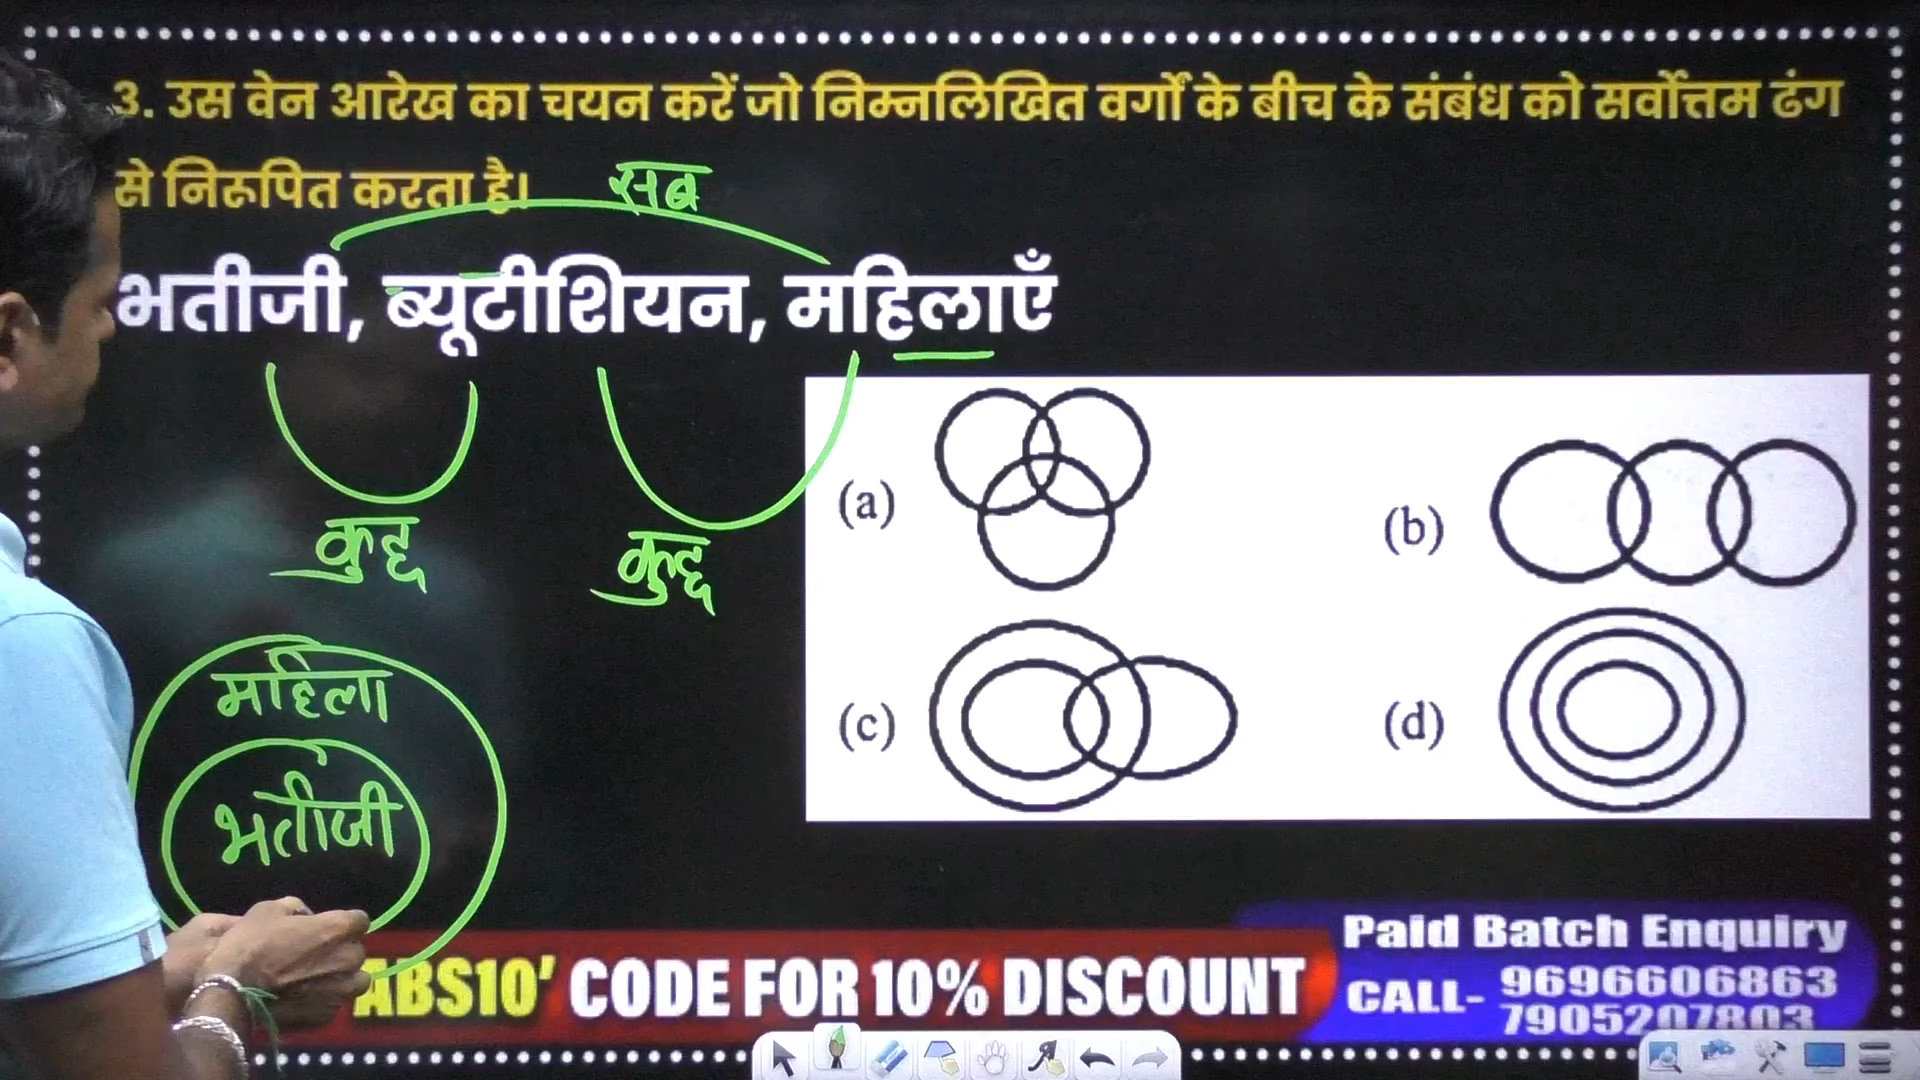 3. उस वेन आरेख का चयन करें जो निम्नलिखित वर्गों के बीच के संबंध को सर्वोत्तम ढंग
से निरूपित करता है।
सब
भतीजी, ब्यूटीशियन, महिलाएँ
कुछ
कुछ
महिला
भतीजी
(a)
(b)
(c)
(d)
ABS10' CODE FOR 10% DISCOUNT
Paid Batch Enquiry
CALL- 9696606863
7905207803